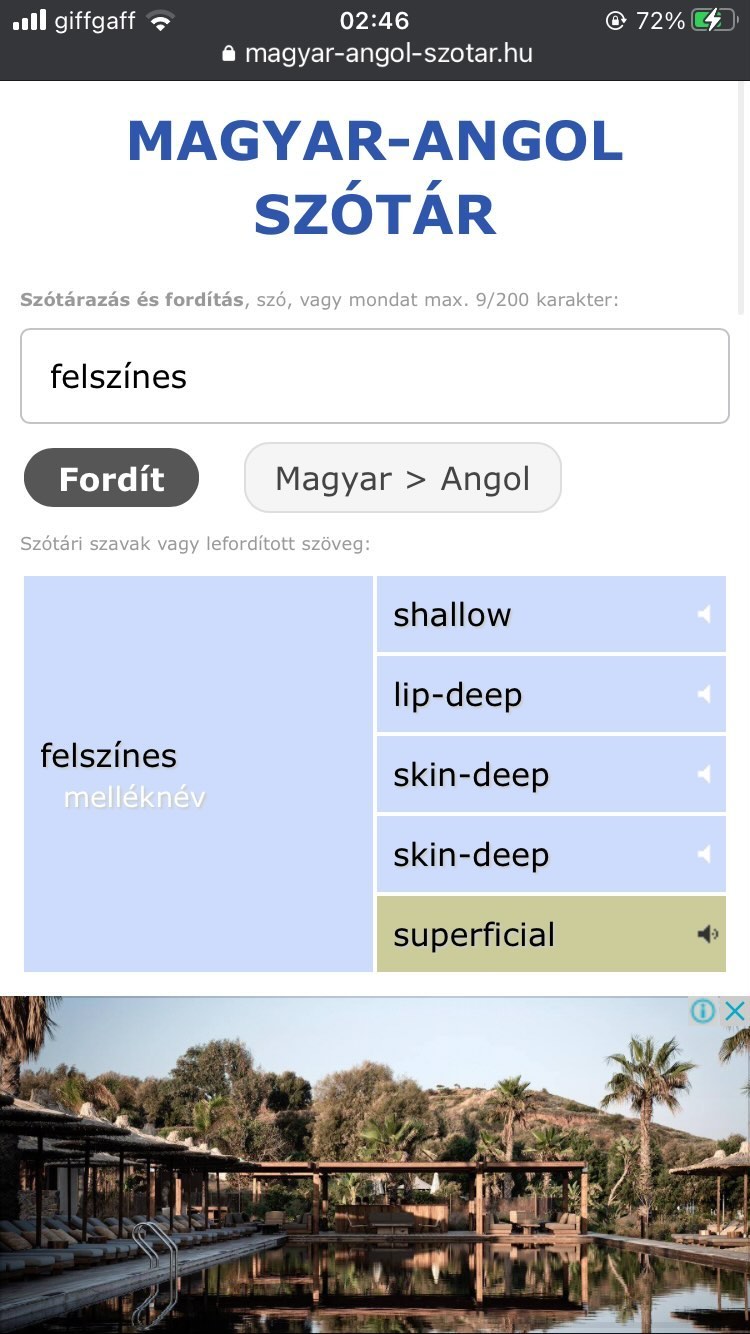 giffgaff 02:46 72%
magyar-angol-szotar.hu
MAGYAR-ANGOL
SZÓTÁR
Szótárazás és fordítás, szó, vagy mondat max. 9/200 karakter:
felszínes
Fordít Magyar > Angol
Szótári szavak vagy lefordított szöveg:
felszínes
melléknév
shallow
lip-deep
skin-deep
skin-deep
superficial